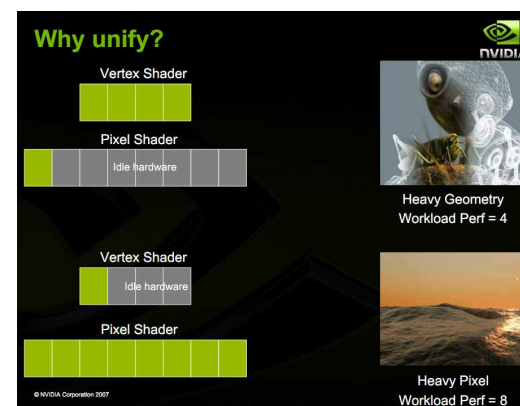 Why unify?
Vertex Shader
Pixel Shader
Idle hardware
Heavy Geometry
Workload Perf = 4
Vertex Shader
Idle hardware
Pixel Shader
Heavy Pixel
Workload Perf = 8
© NVIDIA Corporation 2007